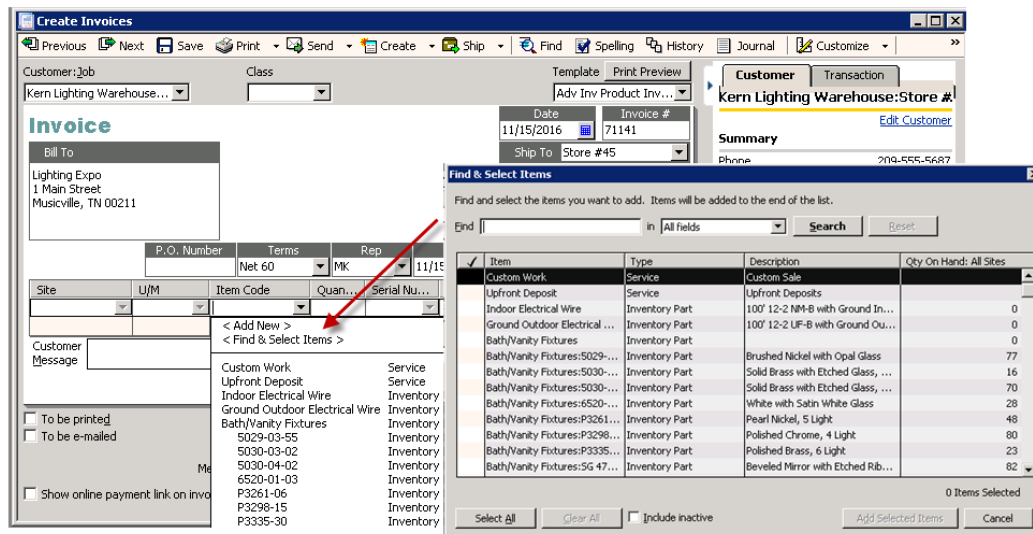 Create Invoices
Previous Next Save Print Send Create Ship Find Spelling History Journal Customize »
Customer:Job Class Template Print Preview
Kern Lighting Warehouse... Adv Inv Product Inv...
Customer Transaction
Kern Lighting Warehouse:Store #
Edit Customer
Summary
Phone 209-555-5687
Invoice
Date Invoice #
11/15/2016 71141
Bill To
Ship To Store #45
Lighting Expo
1 Main Street
Musicville, TN 00211
P.O. Number Terms Rep
Net 60 MK 11/15
Site U/M Item Code Quan... Serial Nu...
< Add New >
< Find & Select Items >
Custom Work Service
Upfront Deposit Service
Indoor Electrical Wire Inventory
Ground Outdoor Electrical Wire Inventory
Bath/Vanity Fixtures Inventory
5029-03-55 Inventory
5030-03-02 Inventory
5030-04-02 Inventory
6520-01-03 Inventory
P3261-06 Inventory
P3298-15 Inventory
P3335-30 Inventory
Customer
Message
To be printed
To be e-mailed
Me
Show online payment link on invo
Find & Select Items
Find and select the items you want to add. Items will be added to the end of the list.
Find in All fields Search Reset
Item Type Description Qty On Hand: All Sites
Custom Work Service Custom Sale
Upfront Deposit Service Upfront Deposits
Indoor Electrical Wire Inventory Part 100' 12-2 NM-B with Ground In... 0
Ground Outdoor Electrical ... Inventory Part 100' 12-2 UF-B with Ground Ou... 0
Bath/Vanity Fixtures Inventory Part 0
Bath/Vanity Fixtures:5029-... Inventory Part Brushed Nickel with Opal Glass 77
Bath/Vanity Fixtures:5030-... Inventory Part Solid Brass with Etched Glass, ... 16
Bath/Vanity Fixtures:5030-... Inventory Part Solid Brass with Etched Glass, ... 70
Bath/Vanity Fixtures:6520-... Inventory Part White with Satin White Glass 28
Bath/Vanity Fixtures:P3261... Inventory Part Pearl Nickel, 5 Light 48
Bath/Vanity Fixtures:P3298... Inventory Part Polished Chrome, 4 Light 80
Bath/Vanity Fixtures:P3335... Inventory Part Polished Brass, 6 Light 23
Bath/Vanity Fixtures:SG 47... Inventory Part Beveled Mirror with Etched Rib... 82
0 Items Selected
Select All Clear All Include inactive Add Selected Items Cancel